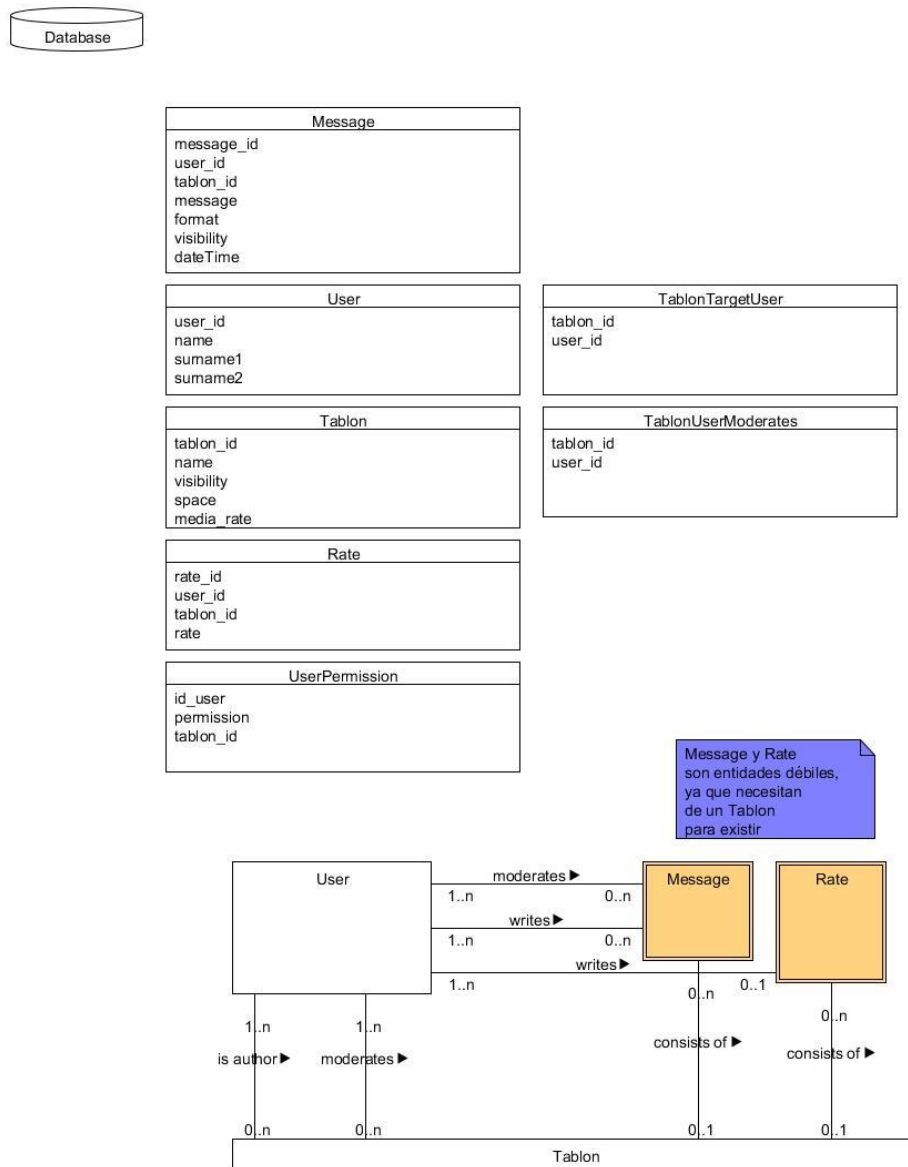 Database
Message
message_id
user_id
tablon_id
message
format
visibility
dateTime
User
user_id
name
surname1
surname2
TablonTargetUser
tablon_id
user_id
Tablon
tablon_id
name
visibility
space
media_rate
TablonUserModerates
tablon_id
user_id
Rate
rate_id
user_id
tablon_id
rate
UserPermission
id_user
permission
tablon_id
Message y Rate
son entidades débiles,
ya que necesitan
de un Tablon
para existir
User
Message
Rate
moderates
1..n 0..n
writes
1..n 0..n
writes
1..n 0..1
0..n
0..n
1..n 1..n
is author moderates
consists of
consists of
0..n 0..n 0..1 0..1
Tablon